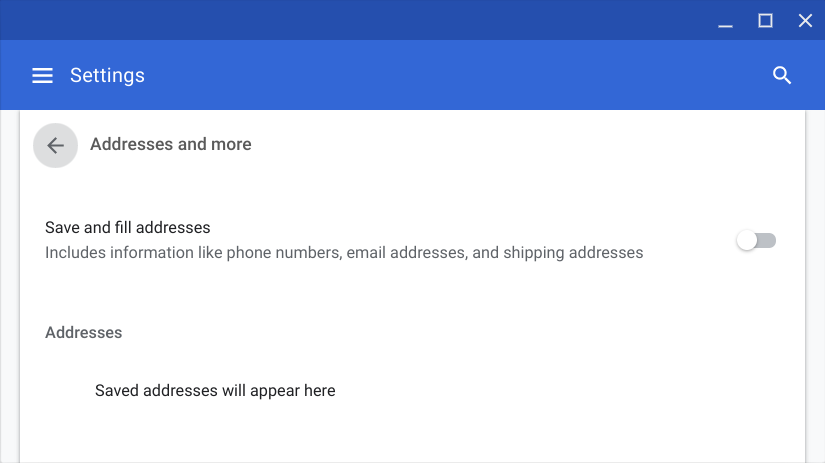 Settings
Addresses and more
Save and fill addresses
Includes information like phone numbers, email addresses, and shipping addresses
Addresses
Saved addresses will appear here